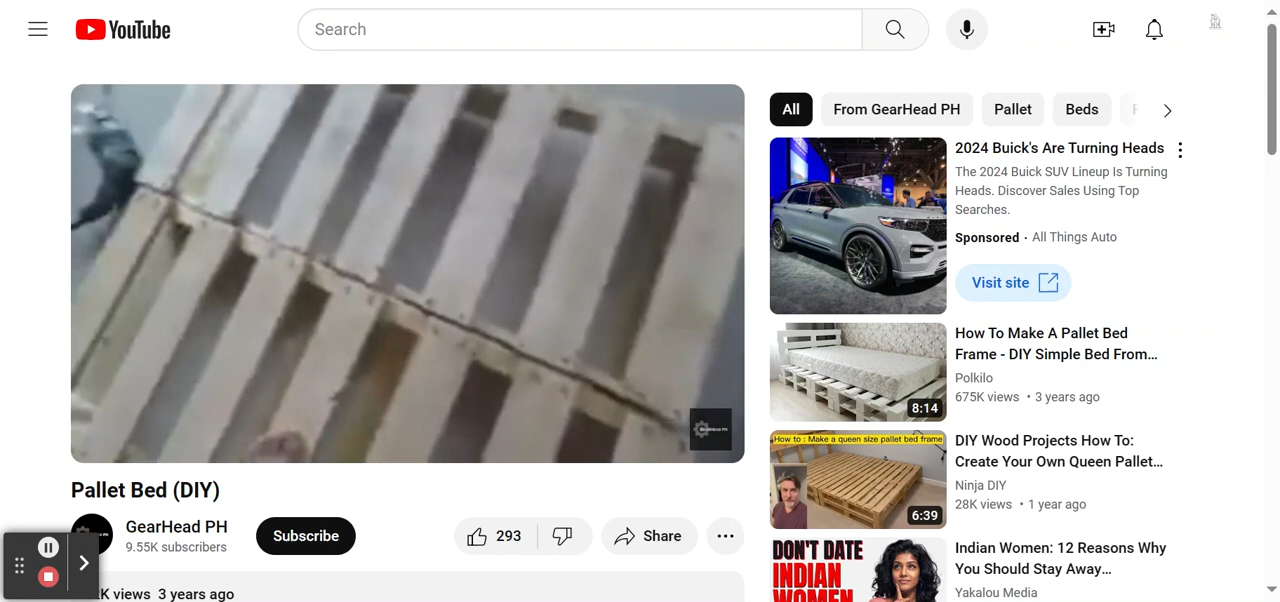 YouTube
Search
All
From GearHead PH
Pallet
Beds
2024 Buick's Are Turning Heads
The 2024 Buick SUV Lineup Is Turning
Heads. Discover Sales Using Top
Searches.
Sponsored · All Things Auto
Visit site
How To Make A Pallet Bed
Frame - DIY Simple Bed From...
Polkilo
675K views • 3 years ago
8:14
How to : Make a queen size pallet bed frame
DIY Wood Projects How To:
Create Your Own Queen Pallet...
Ninja DIY
28K views • 1 year ago
6:39
DON'T DATE
INDIAN
WOMEN
Indian Women: 12 Reasons Why
You Should Stay Away...
Yakalou Media
GEARHEAD PH
Pallet Bed (DIY)
GearHead PH
9.55K subscribers
Subscribe
293
Share
K views 3 years ago